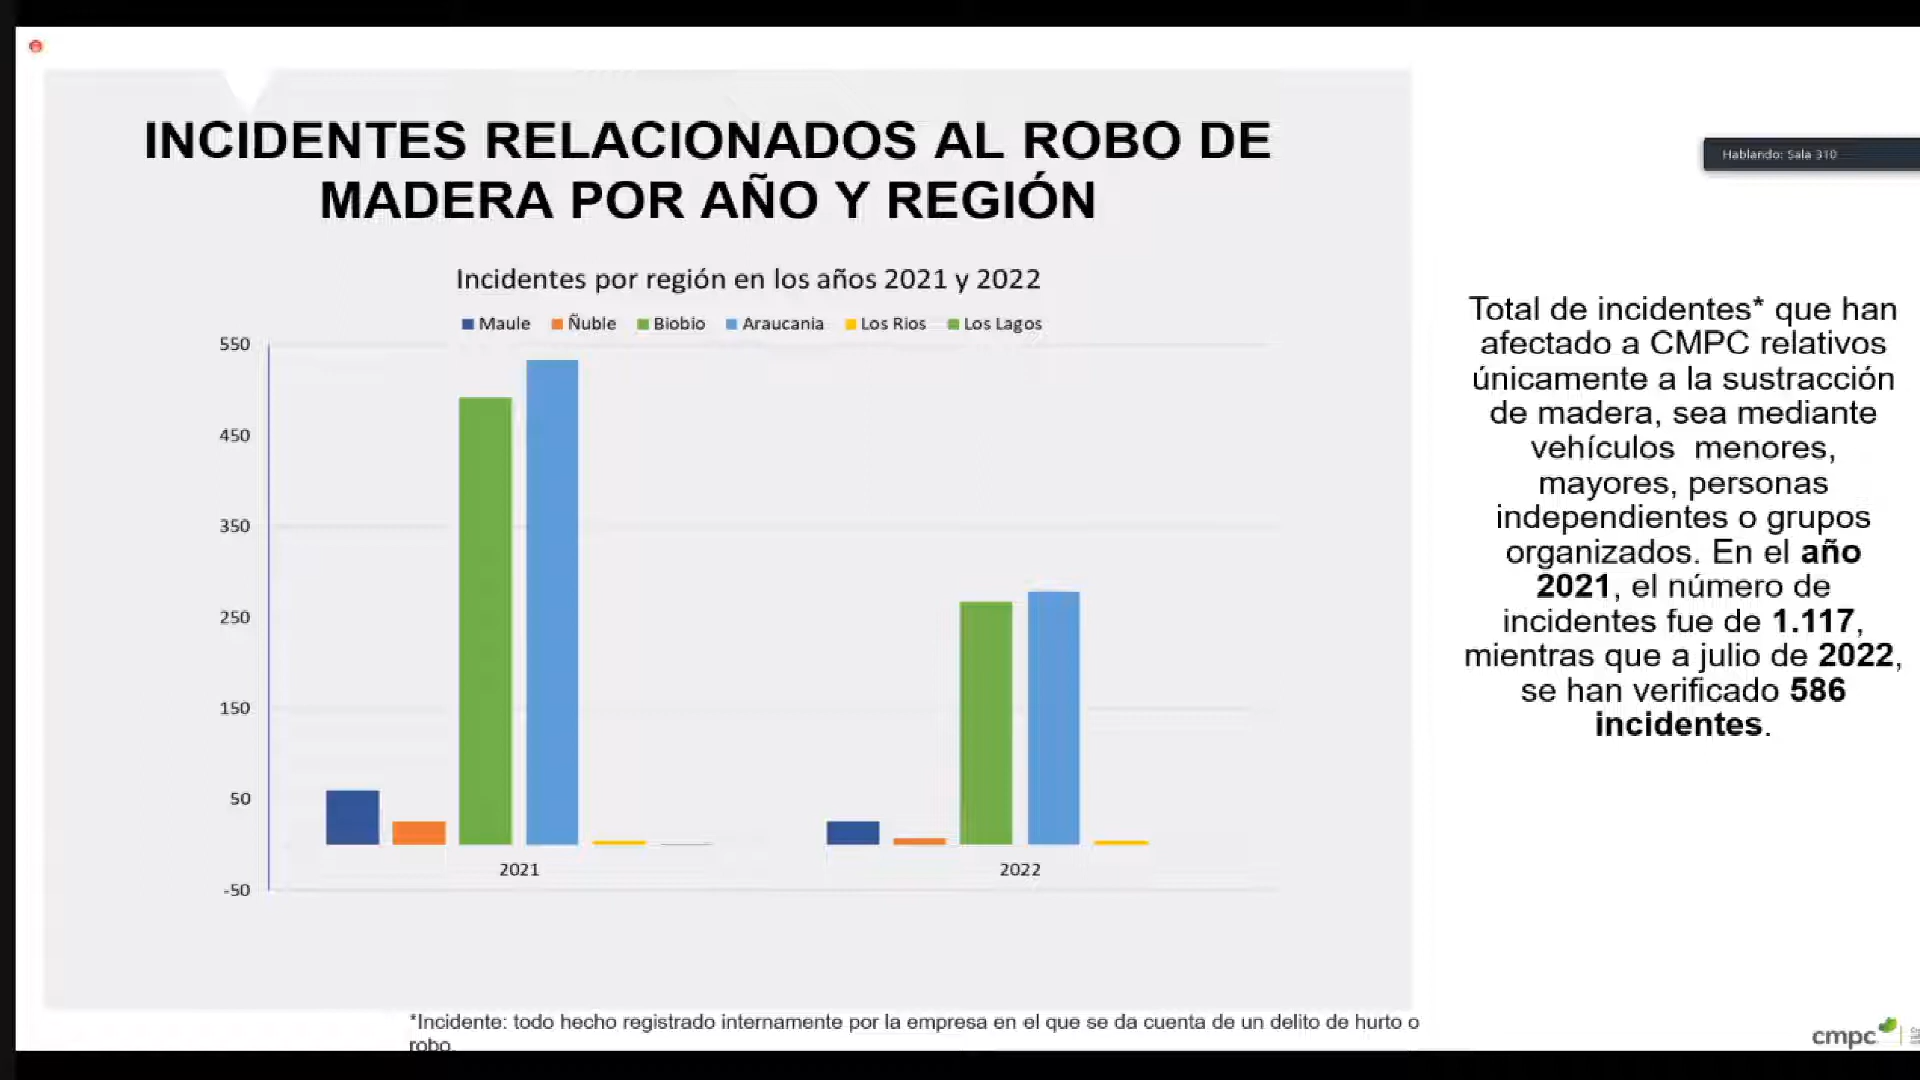 INCIDENTES RELACIONADOS AL ROBO DE
MADERA POR AÑO Y REGIÓN
Hablando: Sala 310
Incidentes por región en los años 2021 y 2022
Maule Ñuble Biobio Araucania Los Rios Los Lagos
550
450
350
250
150
50
-50
2021 2022
Total de incidentes* que han
afectado a CMPC relativos
únicamente a la sustracción
de madera, sea mediante
vehículos menores,
mayores, personas
independientes o grupos
organizados. En el año
2021, el número de
incidentes fue de 1.117,
mientras que a julio de 2022,
se han verificado 586
incidentes.
*Incidente: todo hecho registrado internamente por la empresa en el que se da cuenta de un delito de hurto o
robo.
cmpc